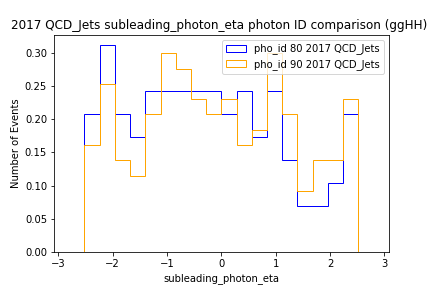 2017 QCD_Jets subleading_photon_eta photon ID comparison (ggHH)
pho_id 80 2017 QCD_Jets
pho_id 90 2017 QCD_Jets
Number of Events
0.30
0.25
0.20
0.15
0.10
0.05
0.00
−3 −2 −1 0 1 2 3
subleading_photon_eta